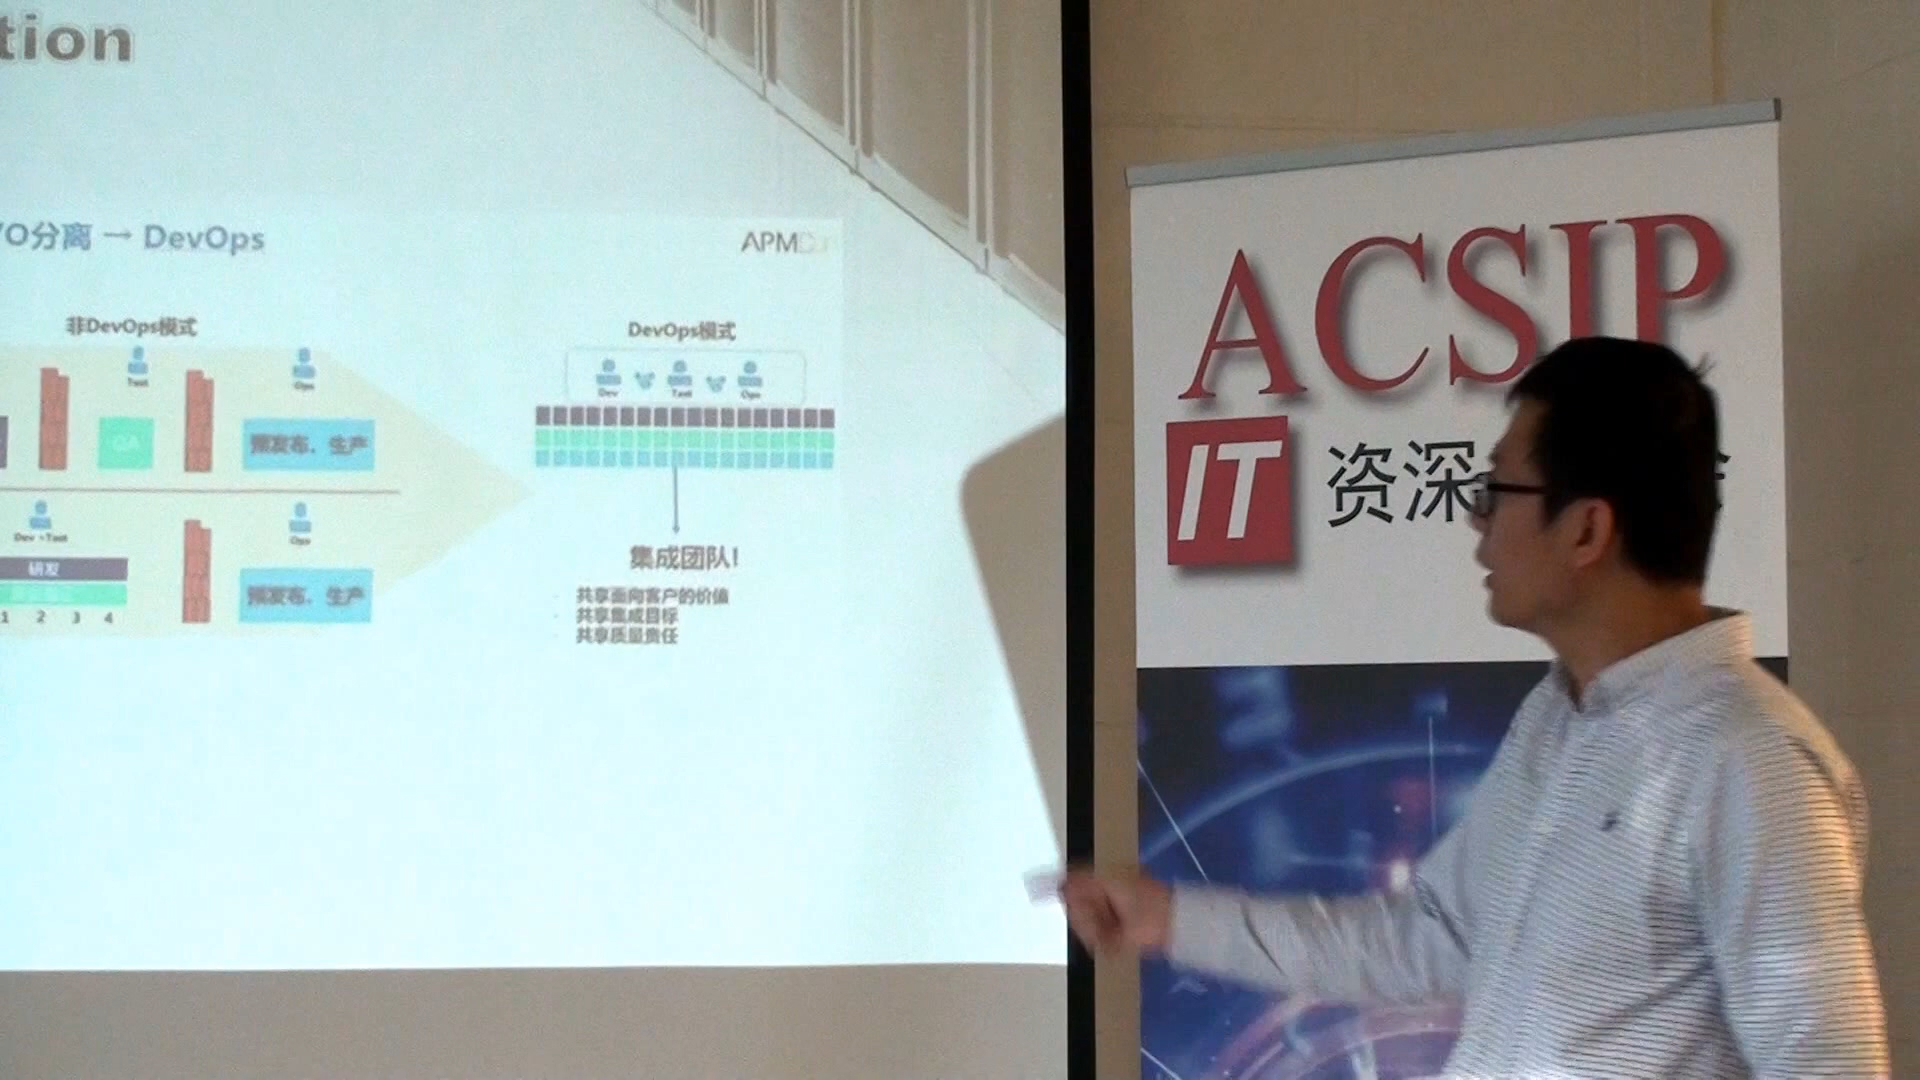 tion
/O分离 → DevOps
APMCon
非DevOps模式
DevOps模式
Test
Ops
Dev
Test
Ops
QA
预发布、生产
Dev+Test
Ops
研发
预发布、生产
1 2 3 4
集成团队!
共享面向客户的价值
共享集成目标
共享质量责任
ACSIP
IT 资深